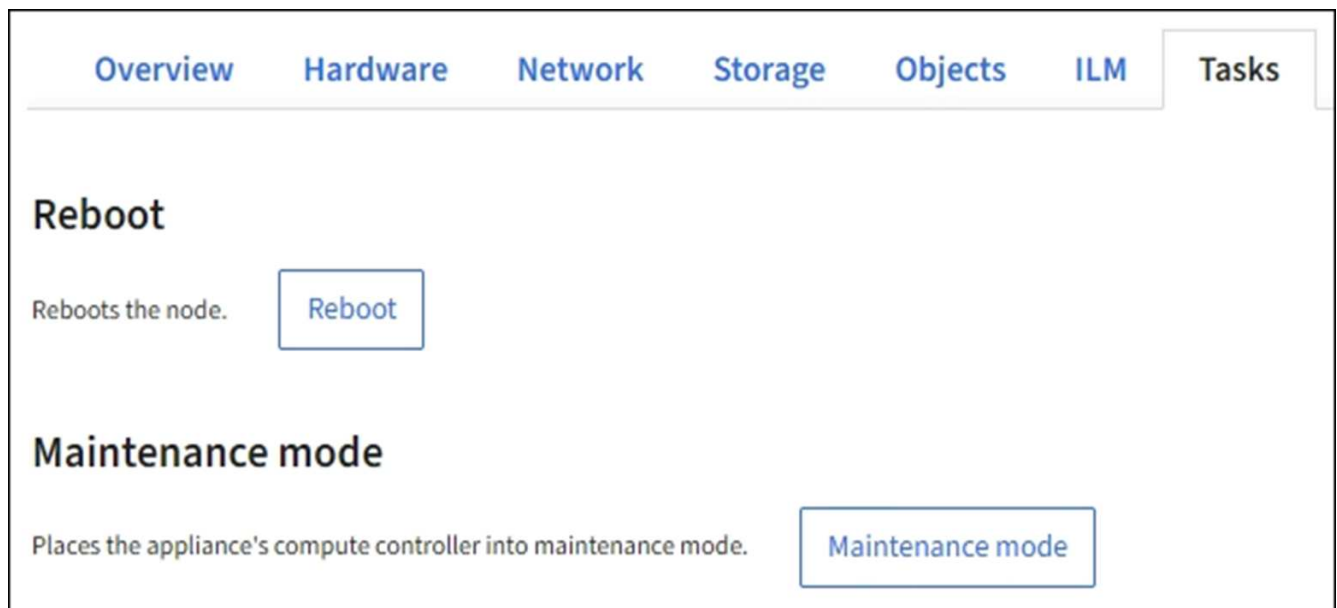 Overview Hardware Network Storage Objects ILM Tasks
Reboot
Reboots the node. Reboot
Maintenance mode
Places the appliance's compute controller into maintenance mode. Maintenance mode